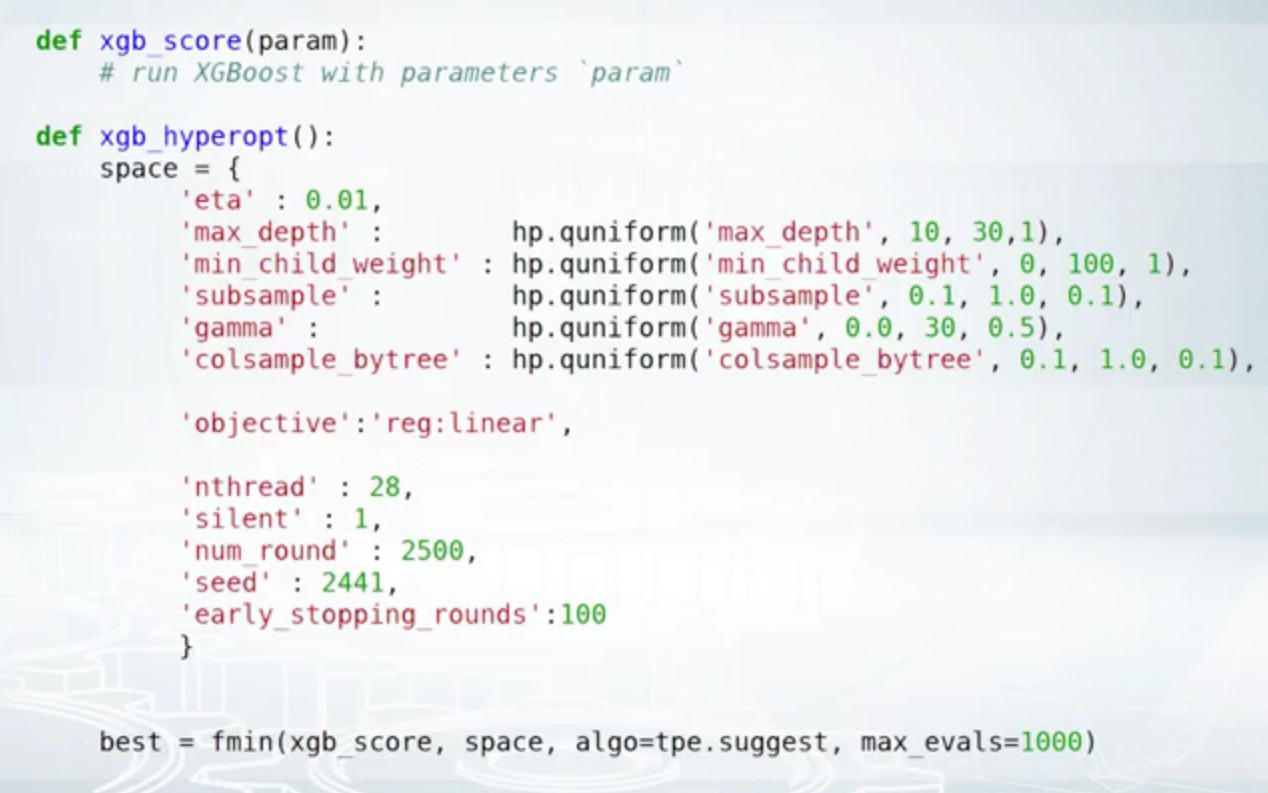 def xgb_score(param):
# run XGBoost with parameters `param`
def xgb_hyperopt():
space = {
'eta' : 0.01,
'max_depth' : hp.quniform('max_depth', 10, 30,1),
'min_child_weight' : hp.quniform('min_child_weight', 0, 100, 1),
'subsample' : hp.quniform('subsample', 0.1, 1.0, 0.1),
'gamma' : hp.quniform('gamma', 0.0, 30, 0.5),
'colsample_bytree' : hp.quniform('colsample_bytree', 0.1, 1.0, 0.1),
'objective':'reg:linear',
'nthread' : 28,
'silent' : 1,
'num_round' : 2500,
'seed' : 2441,
'early_stopping_rounds':100
}
best = fmin(xgb_score, space, algo=tpe.suggest, max_evals=1000)